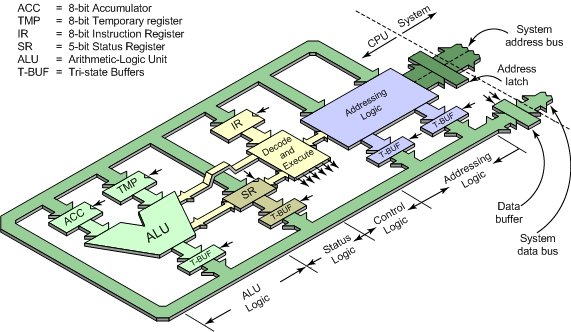 ACC = 8-bit Accumulator
TMP = 8-bit Temporary register
IR = 8-bit Instruction Register
SR = 5-bit Status Register
ALU = Arithmetic-Logic Unit
T-BUF = Tri-state Buffers
CPU
System
System
address bus
Address
latch
Addressing
Logic
T-BUF
T-BUF
IR
Decode
and
Execute
SR
T-BUF
TMP
ACC
ALU
T-BUF
Data
buffer
System
data bus
Addressing
Logic
Control
Logic
Status
Logic
ALU
Logic